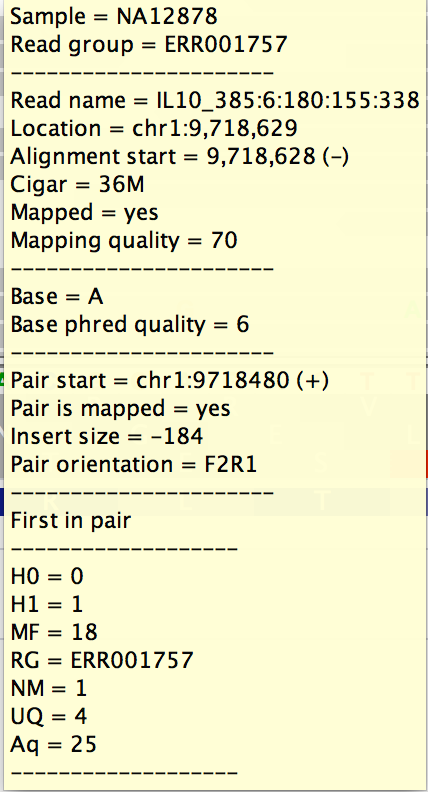 Sample = NA12878
Read group = ERR001757
----------------------
Read name = IL10_385:6:180:155:338
Location = chr1:9,718,629
Alignment start = 9,718,628 (−)
Cigar = 36M
Mapped = yes
Mapping quality = 70
----------------------
Base = A
Base phred quality = 6
----------------------
Pair start = chr1:9718480 (+)
Pair is mapped = yes
Insert size = −184
Pair orientation = F2R1
----------------------
First in pair
-------------------
H0 = 0
H1 = 1
MF = 18
RG = ERR001757
NM = 1
UQ = 4
Aq = 25
-------------------